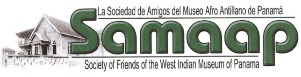 La Sociedad de Amigos del Museo Afro Antillano de Panamá
Samaap
Society of Friends of the West Indian Museum of Panama